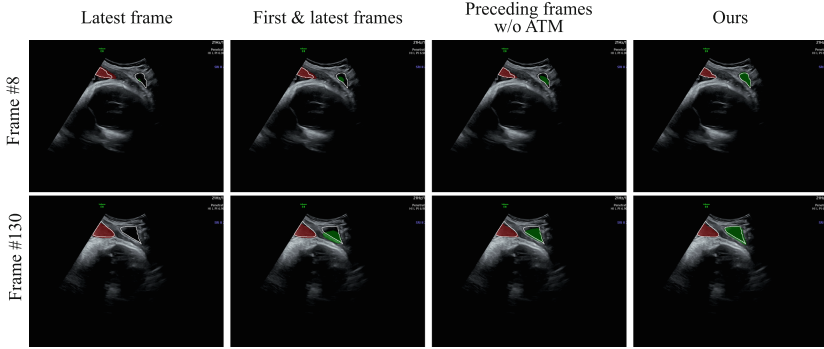 Latest frame
First & latest frames
Preceding frames
w/o ATM
Ours
Frame #8
Frame #130